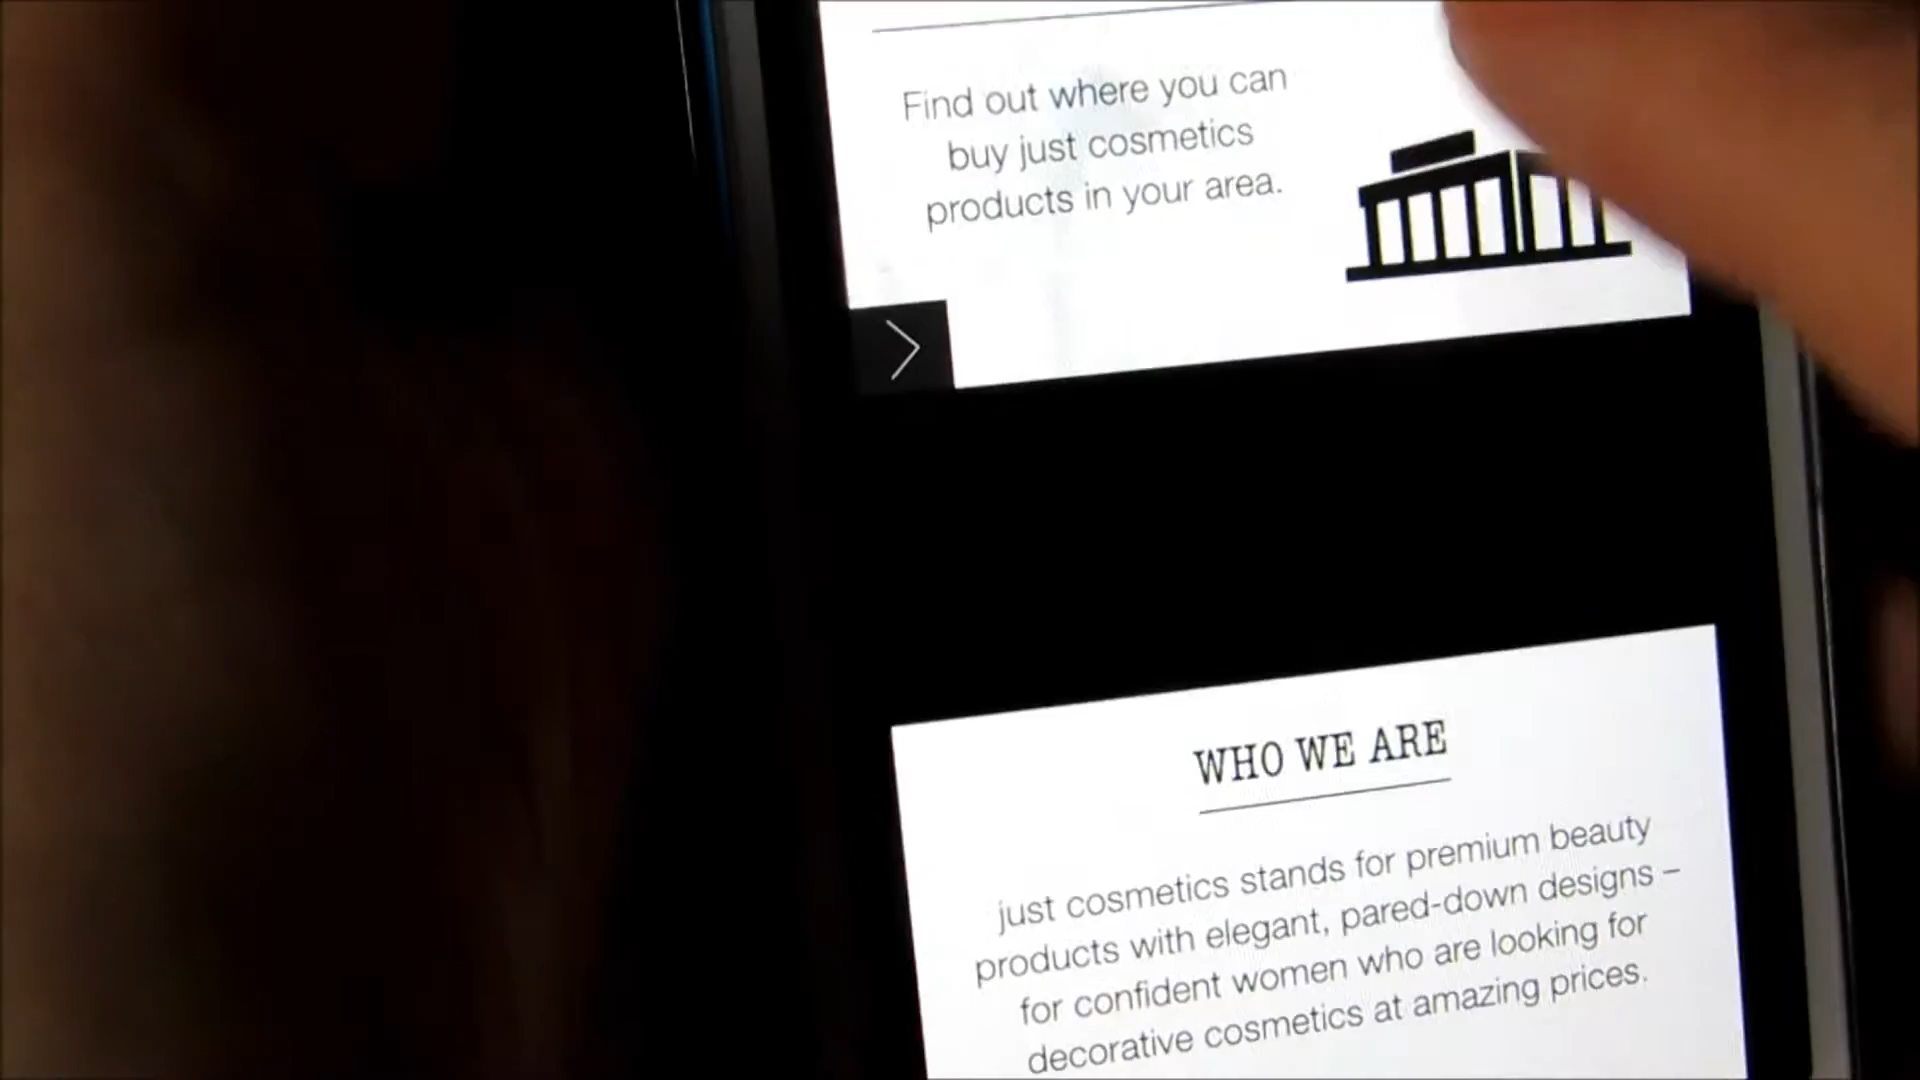 Find out where you can
buy just cosmetics
products in your area.
WHO WE ARE
just cosmetics stands for premium beauty
products with elegant, pared-down designs –
for confident women who are looking for
decorative cosmetics at amazing prices.